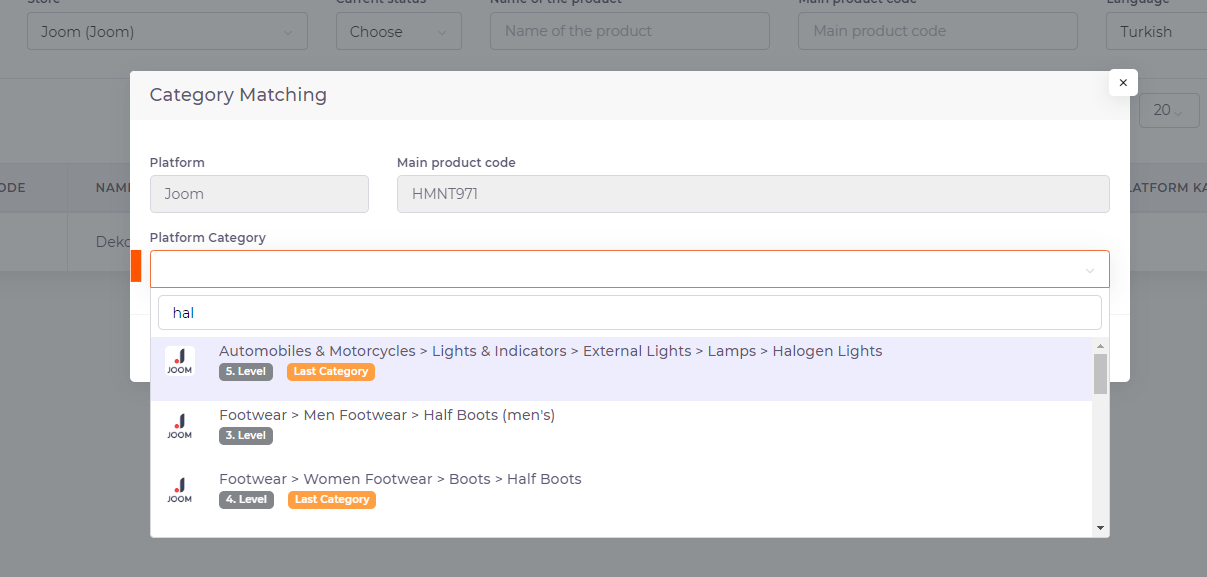 Store
Current status
Name of the product
Main product code
Language
Joom (Joom)
Choose
Name of the product
Main product code
Turkish
Category Matching
×
20
Platform
Main product code
Joom
HMNT971
ODE
NAM
LATFORM KA
Platform Category
Deko
hal
Automobiles & Motorcycles > Lights & Indicators > External Lights > Lamps > Halogen Lights
JOOM
5. Level
Last Category
Footwear > Men Footwear > Half Boots (men's)
JOOM
3. Level
Footwear > Women Footwear > Boots > Half Boots
JOOM
4. Level
Last Category